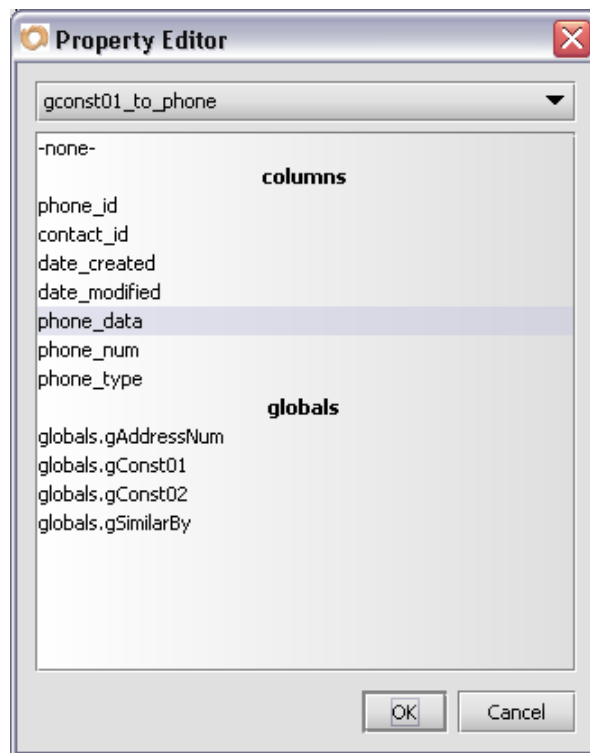 Property Editor
gconst01_to_phone
-none-
columns
phone_id
contact_id
date_created
date_modified
phone_data
phone_num
phone_type
globals
globals.gAddressNum
globals.gConst01
globals.gConst02
globals.gSimilarBy
OK Cancel